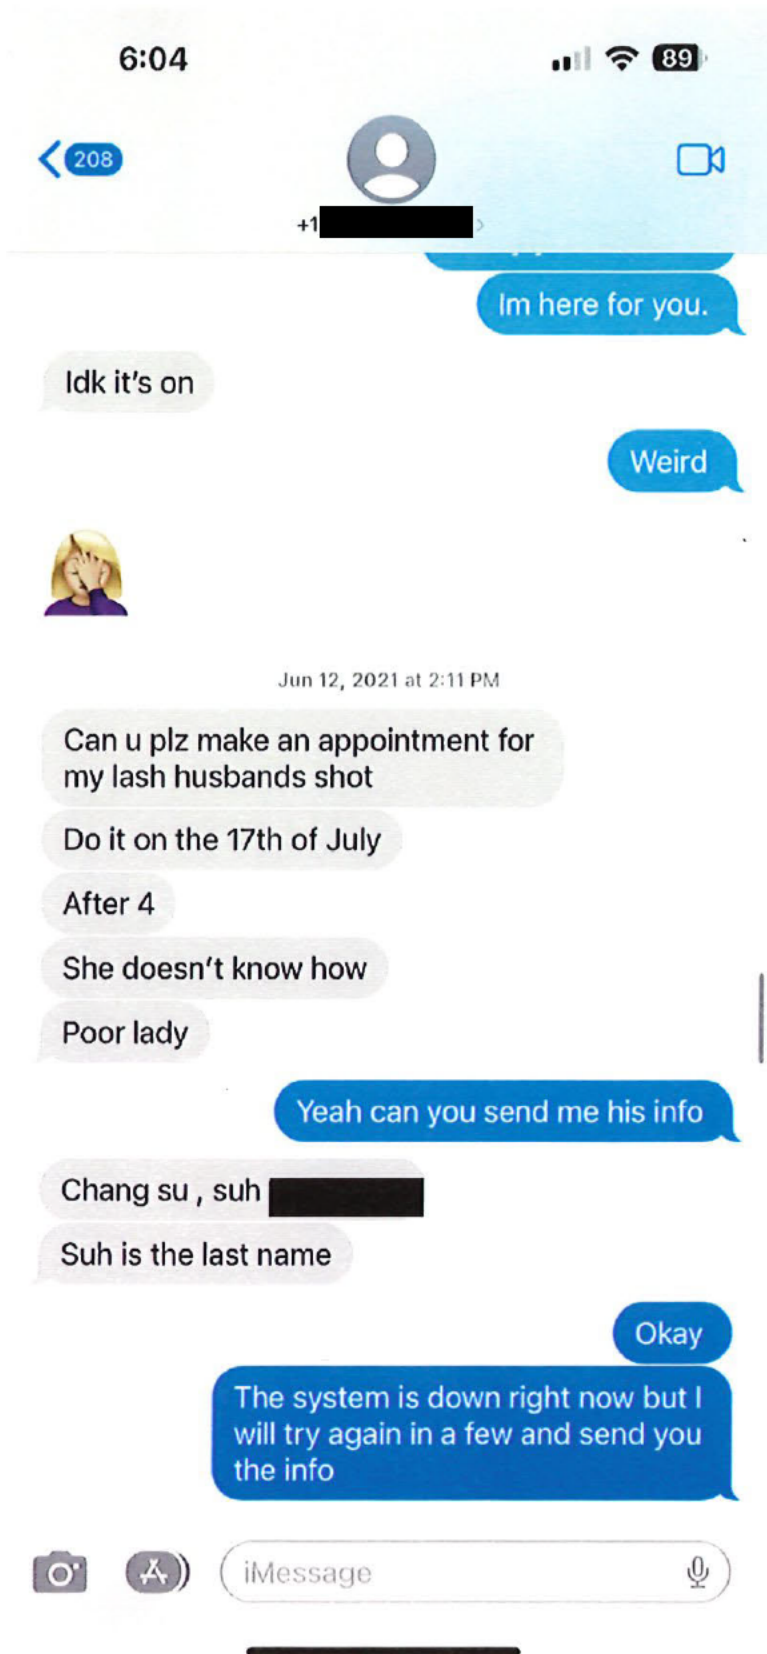 6:04
89
208
+1
Im here for you.
Idk it's on
Weird
Jun 12, 2021 at 2:11 PM
Can u plz make an appointment for
my lash husbands shot
Do it on the 17th of July
After 4
She doesn't know how
Poor lady
Yeah can you send me his info
Chang su , suh
Suh is the last name
Okay
The system is down right now but I
will try again in a few and send you
the info
iMessage